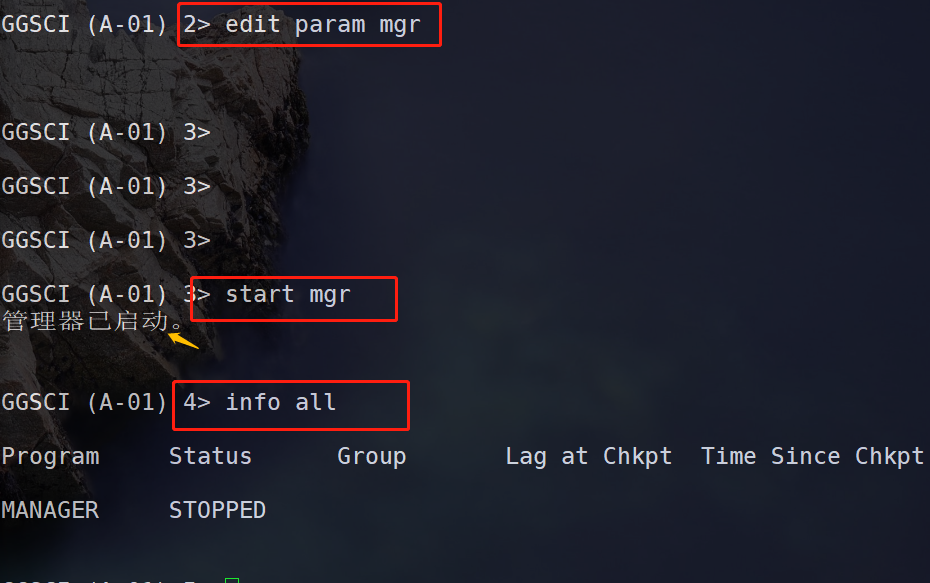 GGSCI (A-01) 2> edit param mgr
GGSCI (A-01) 3>
GGSCI (A-01) 3>
GGSCI (A-01) 3>
GGSCI (A-01) 3> start mgr
管理器已启动。
GGSCI (A-01) 4> info all
Program Status Group Lag at Chkpt Time Since Chkpt
MANAGER STOPPED